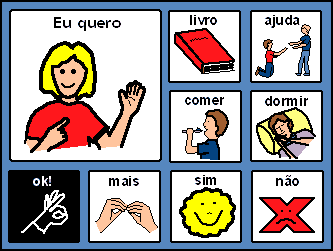 Eu quero
livro
ajuda
comer
dormir
ok!
mais
sim
não